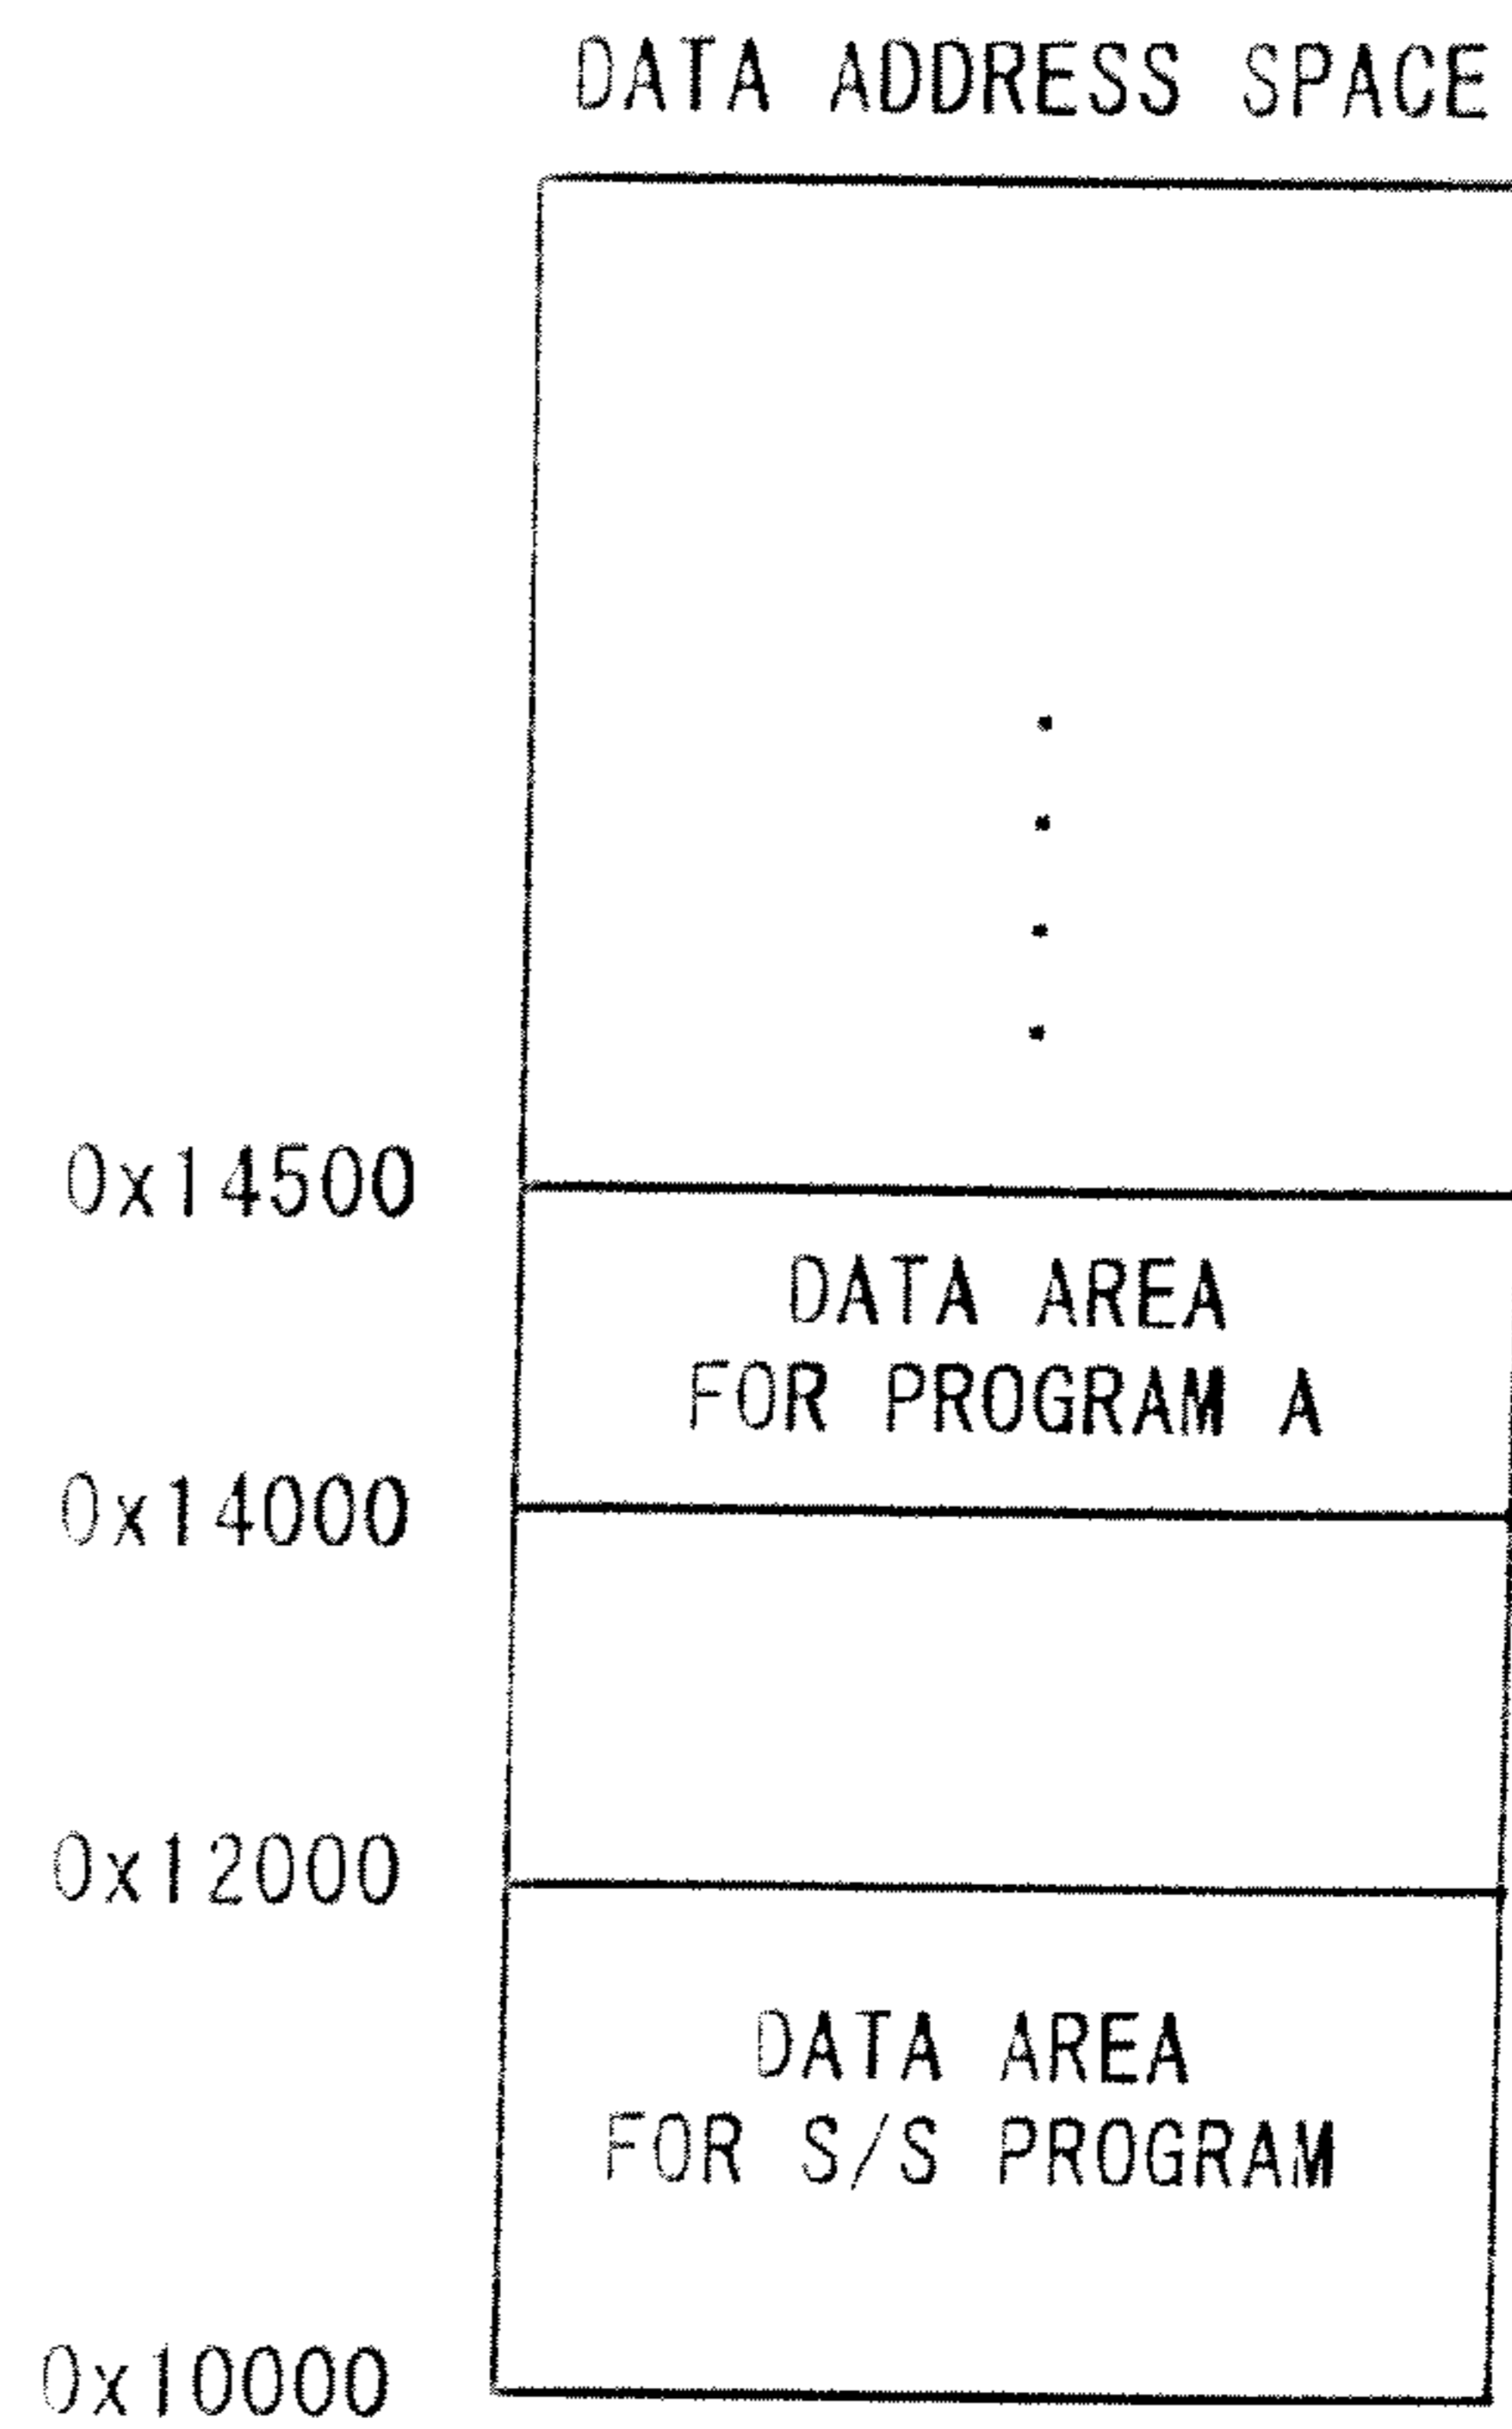 DATA ADDRESS SPACE
0x14500
DATA AREA
FOR PROGRAM A
0x14000
0x12000
DATA AREA
FOR S/S PROGRAM
0x10000